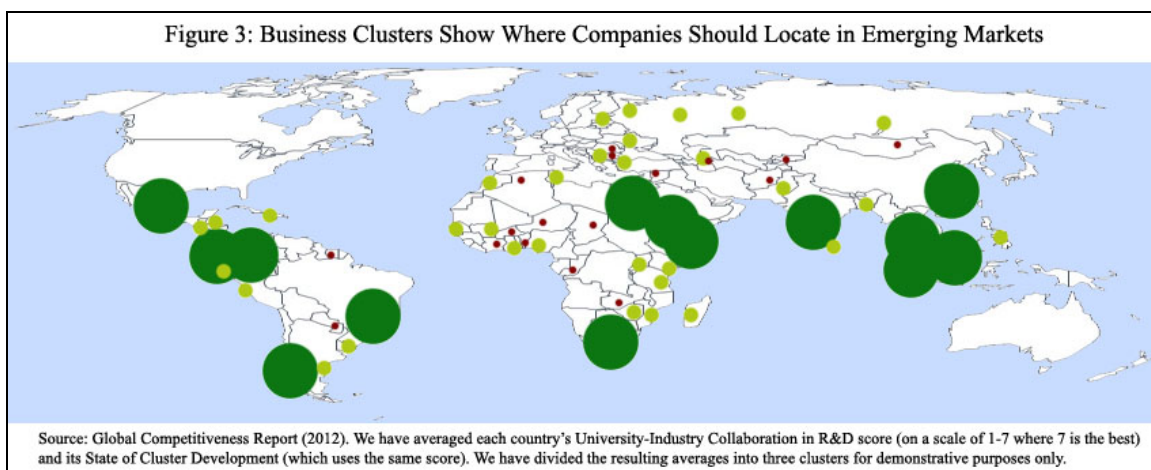 Figure 3: Business Clusters Show Where Companies Should Locate in Emerging Markets
Source: Global Competitiveness Report (2012). We have averaged each country's University-Industry Collaboration in R&D score (on a scale of 1-7 where 7 is the best)
and its State of Cluster Development (which uses the same score). We have divided the resulting averages into three clusters for demonstrative purposes only.